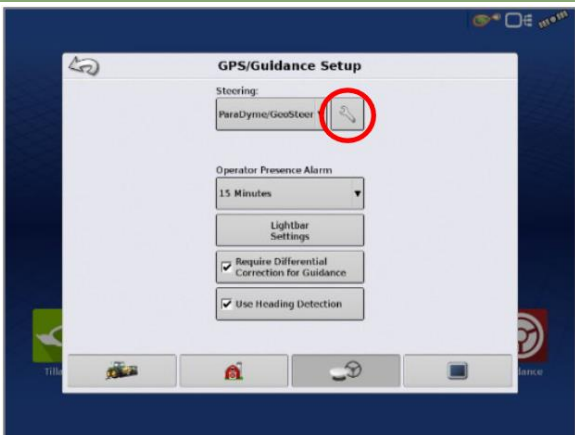 GPS/Guidance Setup
Steering:
ParaDyme/GeoSteer
Operator Presence Alarm
15 Minutes
Lightbar
Settings
Require Differential
Correction for Guidance
Use Heading Detection